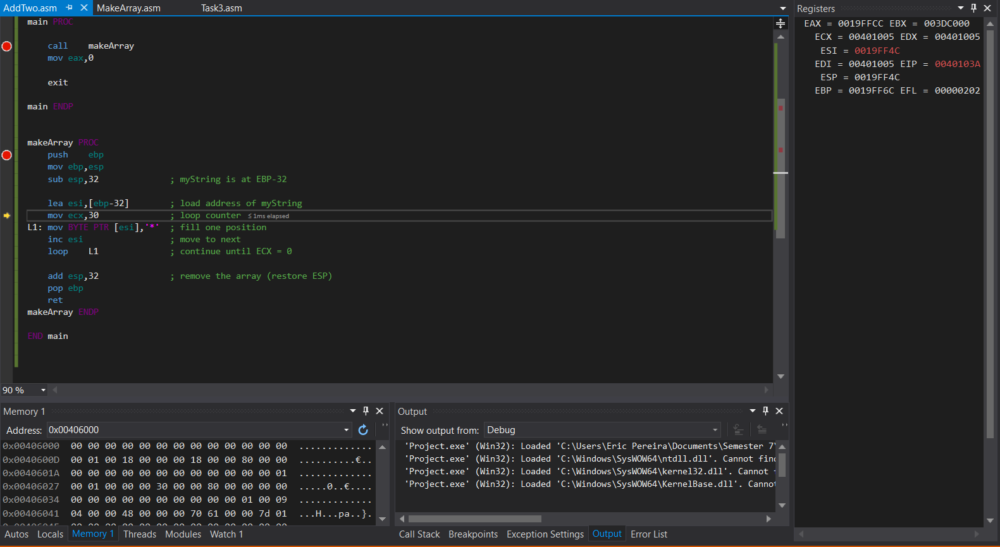 AddTwo.asm MakeArray.asm Task3.asm
main PROC
call makeArray
mov eax,0
exit
main ENDP
makeArray PROC
push ebp
mov ebp,esp
sub esp,32 ; myString is at EBP-32
lea esi,[ebp-32] ; load address of myString
mov ecx,30 ; loop counter ≤ 1ms elapsed
L1: mov BYTE PTR [esi],'*' ; fill one position
inc esi ; move to next
loop L1 ; continue until ECX = 0
add esp,32 ; remove the array (restore ESP)
pop ebp
ret
makeArray ENDP
END main
90 %
Registers
EAX = 0019FFCC EBX = 003DC000
ECX = 00401005 EDX = 00401005
ESI = 0019FF4C
EDI = 00401005 EIP = 0040103A
ESP = 0019FF4C
EBP = 0019FF6C EFL = 00000202
Memory 1
Address: 0x00406000
0x00406000 00 00 00 00 00 00 00 00 00 00 00 00 00 .............
0x0040600D 00 01 00 18 00 00 00 18 00 00 80 00 00 ..........€..
0x0040601A 00 00 00 00 00 00 00 00 00 00 00 00 01 .............
0x00406027 00 01 00 00 00 30 00 00 80 00 00 00 00 .....0..€....
0x00406034 00 00 00 00 00 00 00 00 00 00 01 00 09 .............
0x00406041 04 00 00 48 00 00 00 70 61 00 00 7d 01 ...H...pa..}.
Autos Locals Memory 1 Threads Modules Watch 1
Output
Show output from: Debug
'Project.exe' (Win32): Loaded 'C:\Users\Eric Pereira\Documents\Semester 7\
'Project.exe' (Win32): Loaded 'C:\Windows\SysWOW64\ntdll.dll'. Cannot find
'Project.exe' (Win32): Loaded 'C:\Windows\SysWOW64\kernel32.dll'. Cannot
'Project.exe' (Win32): Loaded 'C:\Windows\SysWOW64\KernelBase.dll'. Cannot
Call Stack Breakpoints Exception Settings Output Error List